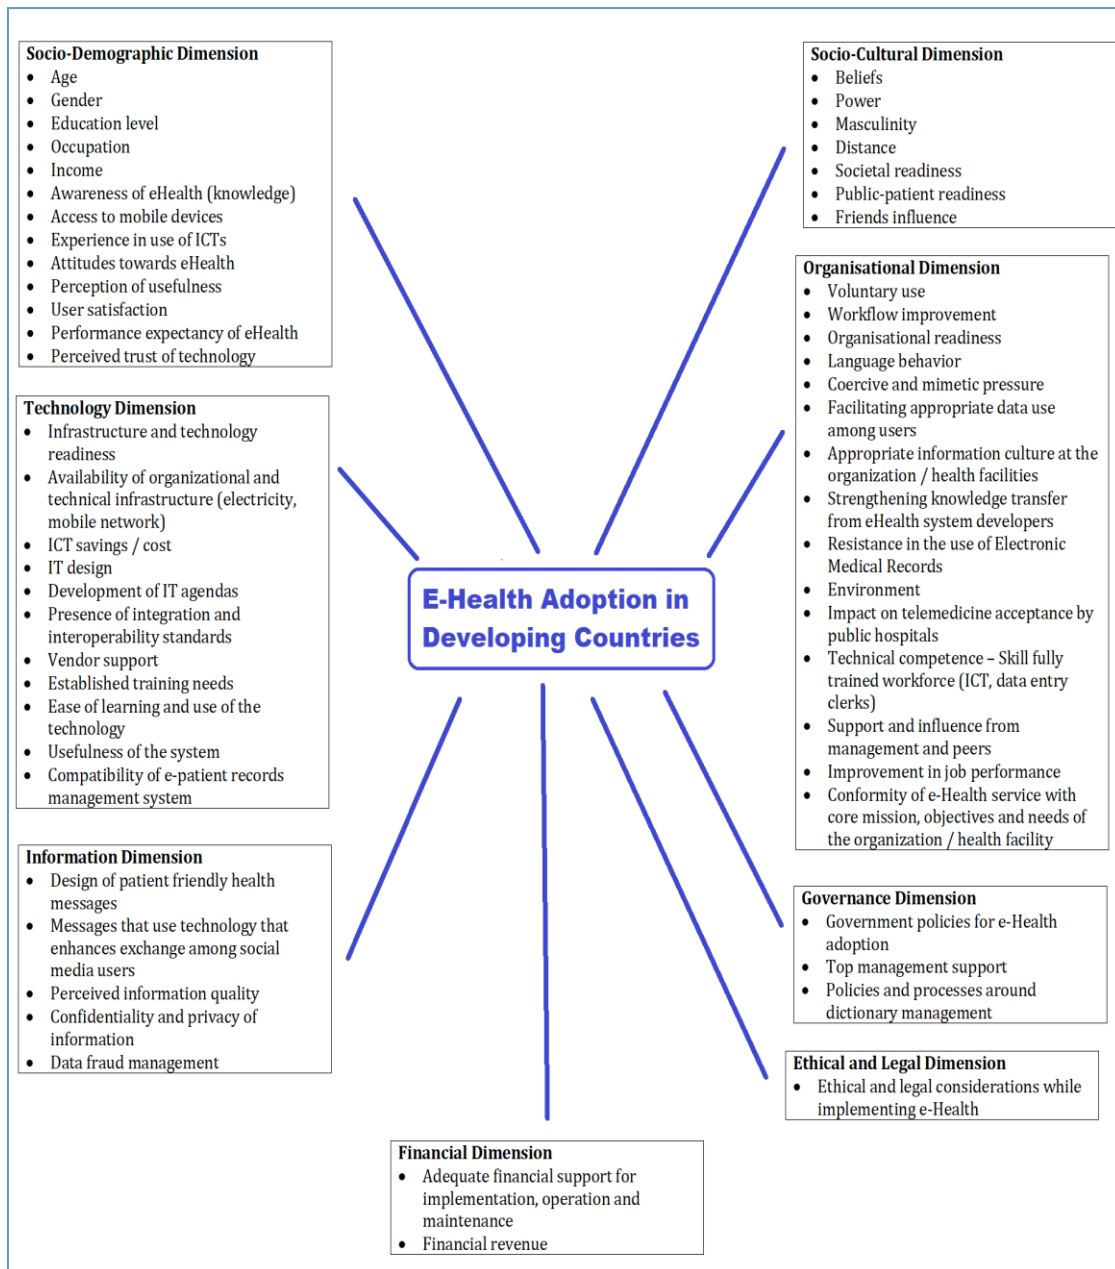 Socio-Demographic Dimension
• Age
• Gender
• Education level
• Occupation
• Income
• Awareness of eHealth (knowledge)
• Access to mobile devices
• Experience in use of ICTs
• Attitudes towards eHealth
• Perception of usefulness
• User satisfaction
• Performance expectancy of eHealth
• Perceived trust of technology
Technology Dimension
• Infrastructure and technology
readiness
• Availability of organizational and
technical infrastructure (electricity,
mobile network)
• ICT savings / cost
• IT design
• Development of IT agendas
• Presence of integration and
interoperability standards
• Vendor support
• Established training needs
• Ease of learning and use of the
technology
• Usefulness of the system
• Compatibility of e-patient records
management system
Information Dimension
• Design of patient friendly health
messages
• Messages that use technology that
enhances exchange among social
media users
• Perceived information quality
• Confidentiality and privacy of
information
• Data fraud management
E-Health Adoption in
Developing Countries
Financial Dimension
• Adequate financial support for
implementation, operation and
maintenance
• Financial revenue
Socio-Cultural Dimension
• Beliefs
• Power
• Masculinity
• Distance
• Societal readiness
• Public-patient readiness
• Friends influence
Organisational Dimension
• Voluntary use
• Workflow improvement
• Organisational readiness
• Language behavior
• Coercive and mimetic pressure
• Facilitating appropriate data use
among users
• Appropriate information culture at the
organization / health facilities
• Strengthening knowledge transfer
from eHealth system developers
• Resistance in the use of Electronic
Medical Records
• Environment
• Impact on telemedicine acceptance by
public hospitals
• Technical competence – Skill fully
trained workforce (ICT, data entry
clerks)
• Support and influence from
management and peers
• Improvement in job performance
• Conformity of e-Health service with
core mission, objectives and needs of
the organization / health facility
Governance Dimension
• Government policies for e-Health
adoption
• Top management support
• Policies and processes around
dictionary management
Ethical and Legal Dimension
• Ethical and legal considerations while
implementing e-Health